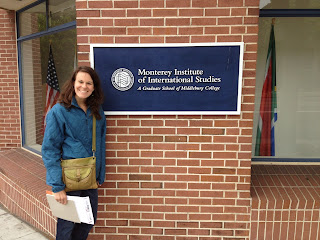 Monterey Institute
of International Studies
A Graduate School of Middlebury College